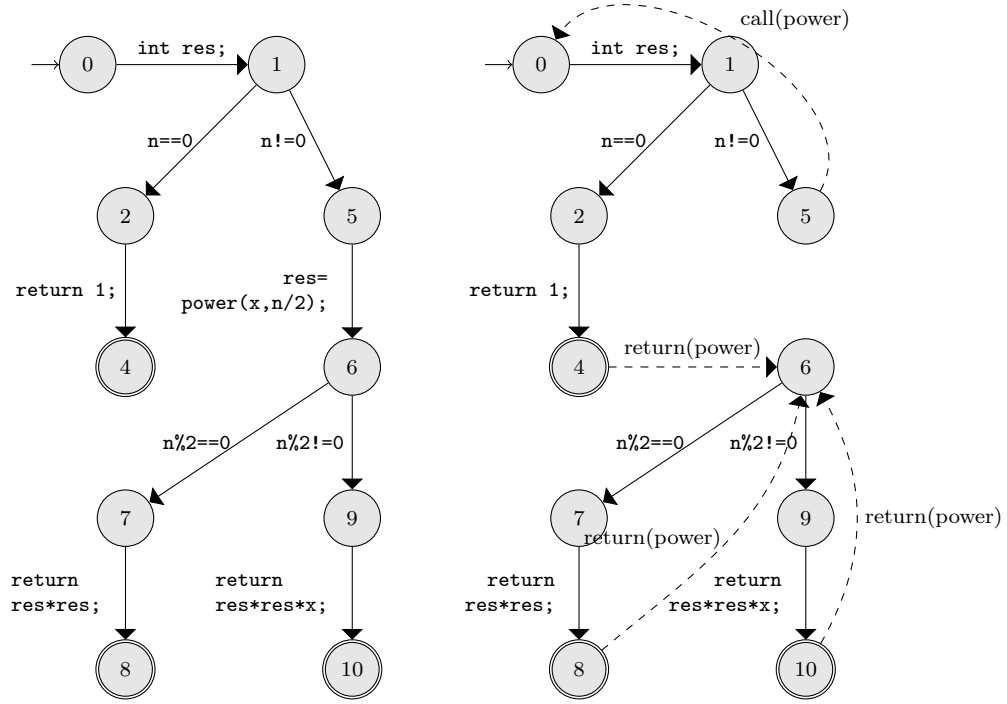 call(power)
0
int res;
1
0
int res;
1
n==0
n!=0
n==0
n!=0
2
5
2
5
return 1;
res=
power(x,n/2);
return 1;
4
6
4
return(power)
6
n%2==0
n%2!=0
n%2==0
n%2!=0
7
9
7
return(power)
9
return(power)
return
res*res;
return
res*res*x;
return
res*res;
return
res*res*x;
8
10
8
10